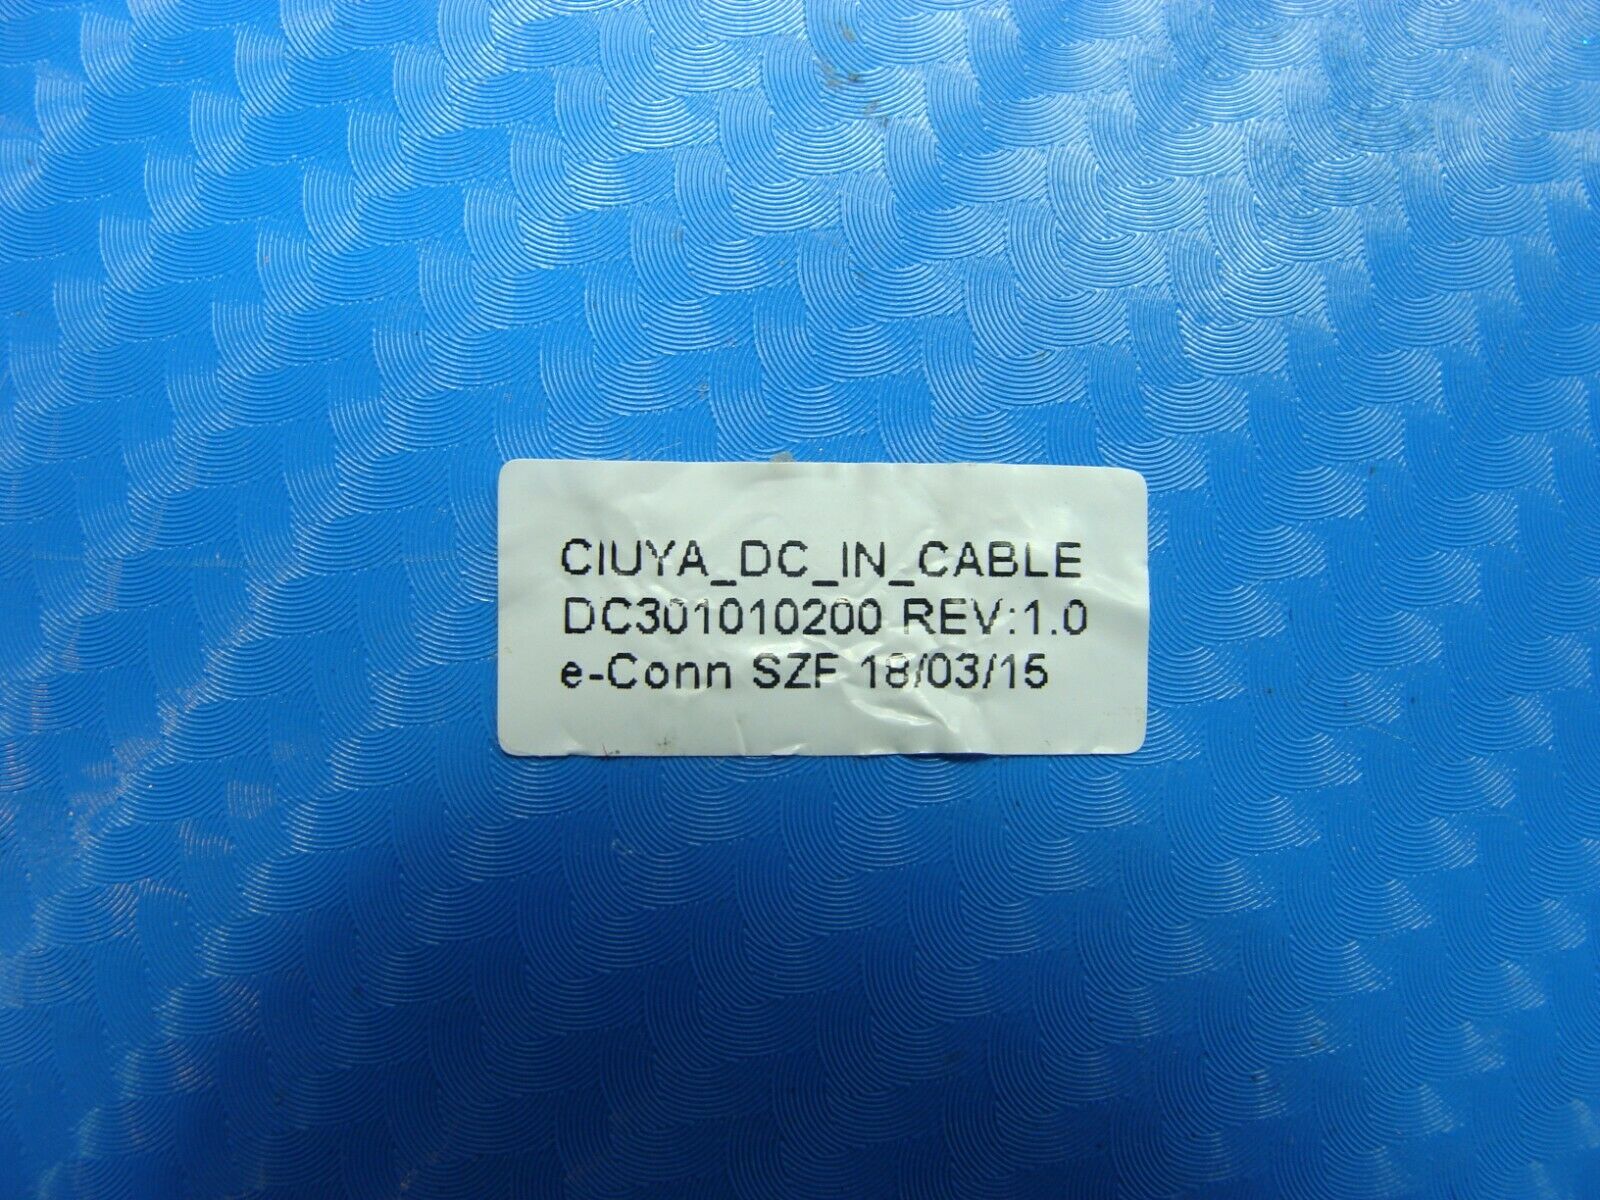 CIUYA_DC_IN_CABLE
DC301010200 REV:1.0
e-Conn SZF 18/03/15